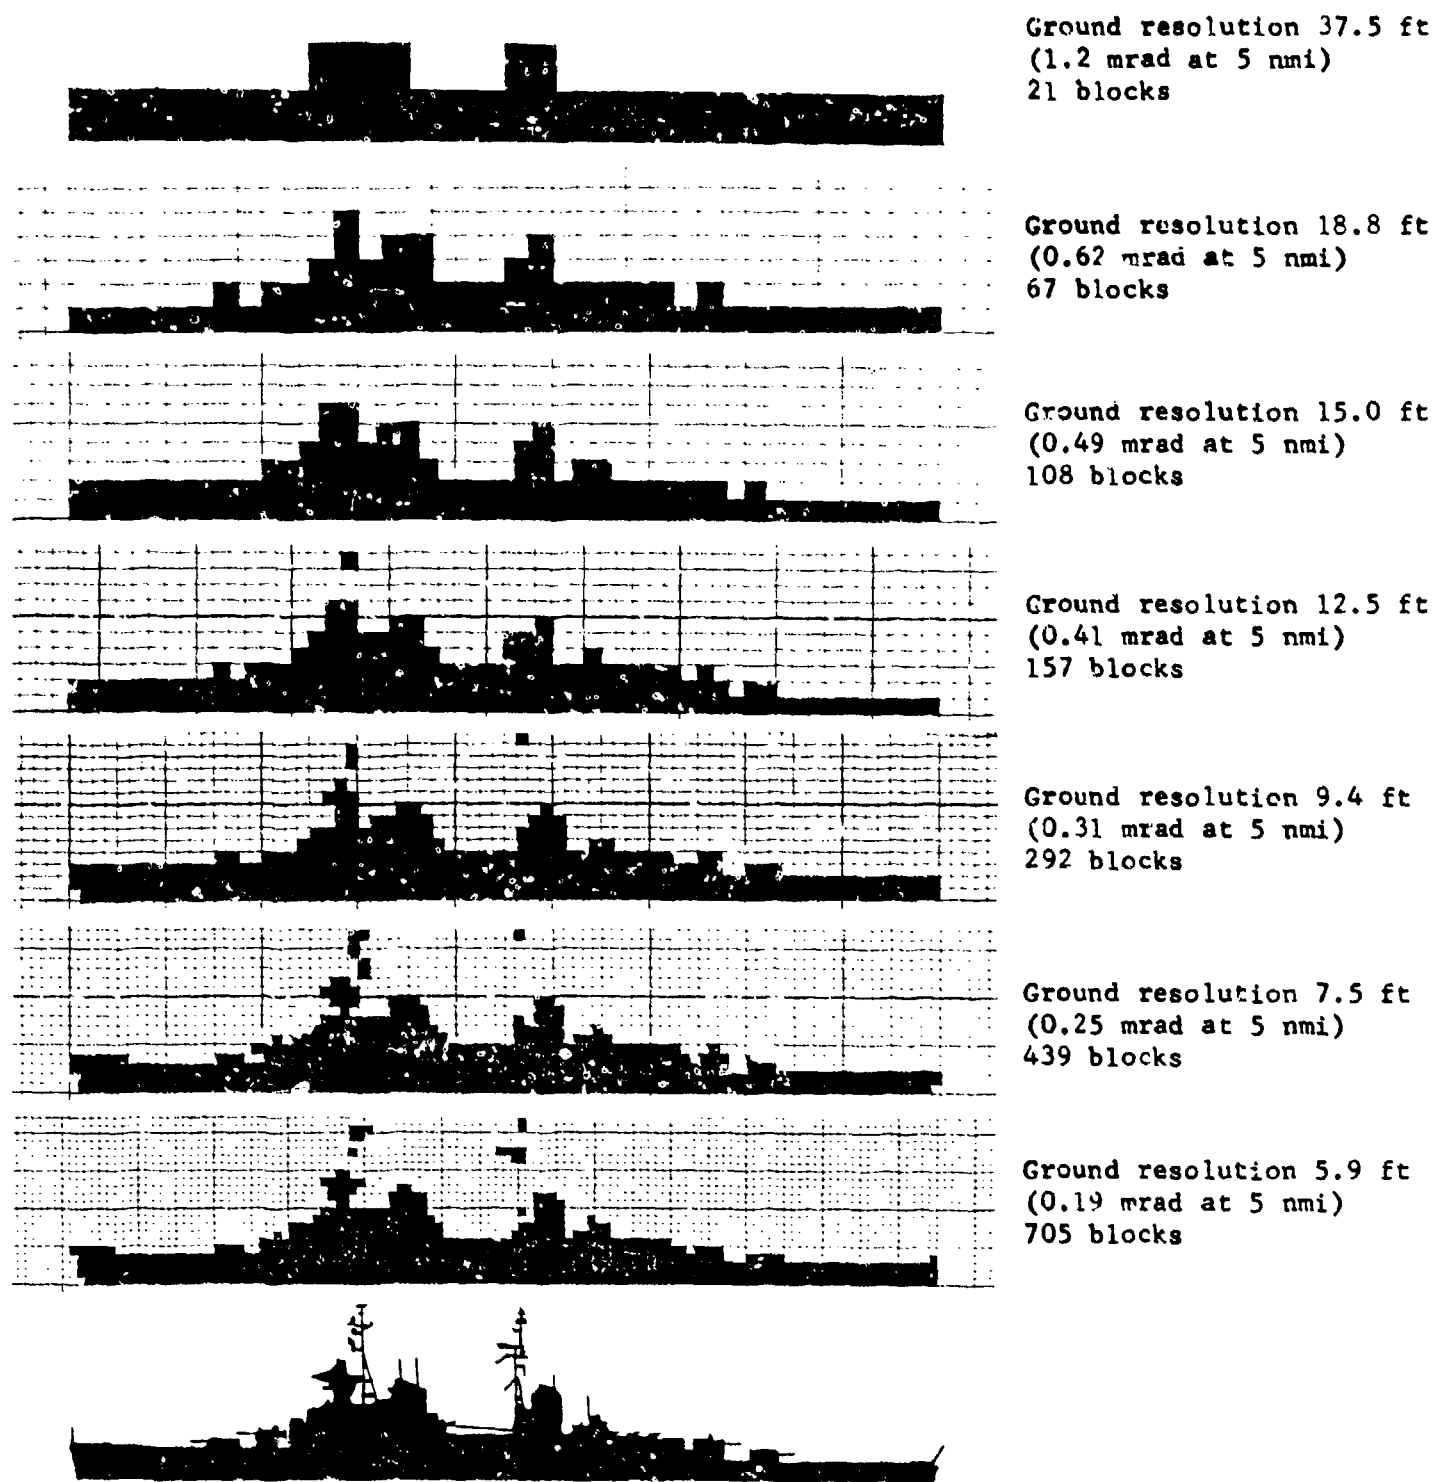 Ground resolution 37.5 ft
(1.2 mrad at 5 nmi)
21 blocks
Ground resolution 18.8 ft
(0.62 mrad at 5 nmi)
67 blocks
Ground resolution 15.0 ft
(0.49 mrad at 5 nmi)
108 blocks
Ground resolution 12.5 ft
(0.41 mrad at 5 nmi)
157 blocks
Ground resolution 9.4 ft
(0.31 mrad at 5 nmi)
292 blocks
Ground resolution 7.5 ft
(0.25 mrad at 5 nmi)
439 blocks
Ground resolution 5.9 ft
(0.19 mrad at 5 nmi)
705 blocks